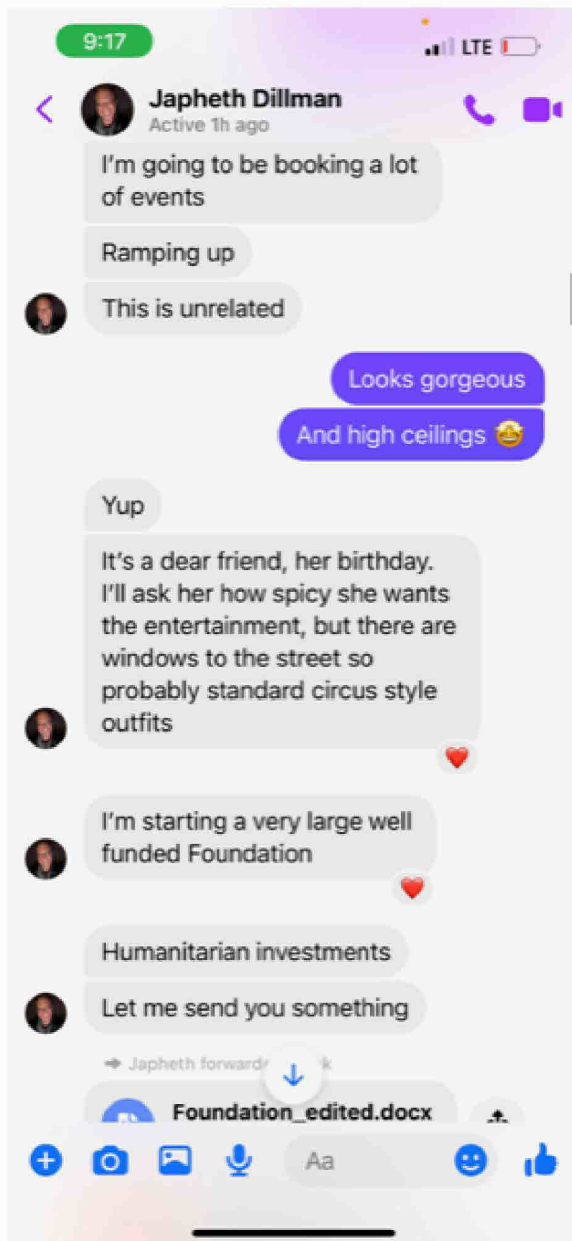 9:17
LTE
Japheth Dillman
Active 1h ago
I'm going to be booking a lot
of events
Ramping up
This is unrelated
Looks gorgeous
And high ceilings 🤩
Yup
It's a dear friend, her birthday.
I'll ask her how spicy she wants
the entertainment, but there are
windows to the street so
probably standard circus style
outfits
I'm starting a very large well
funded Foundation
Humanitarian investments
Let me send you something
Japheth
Foundation_edited.docx
Aa